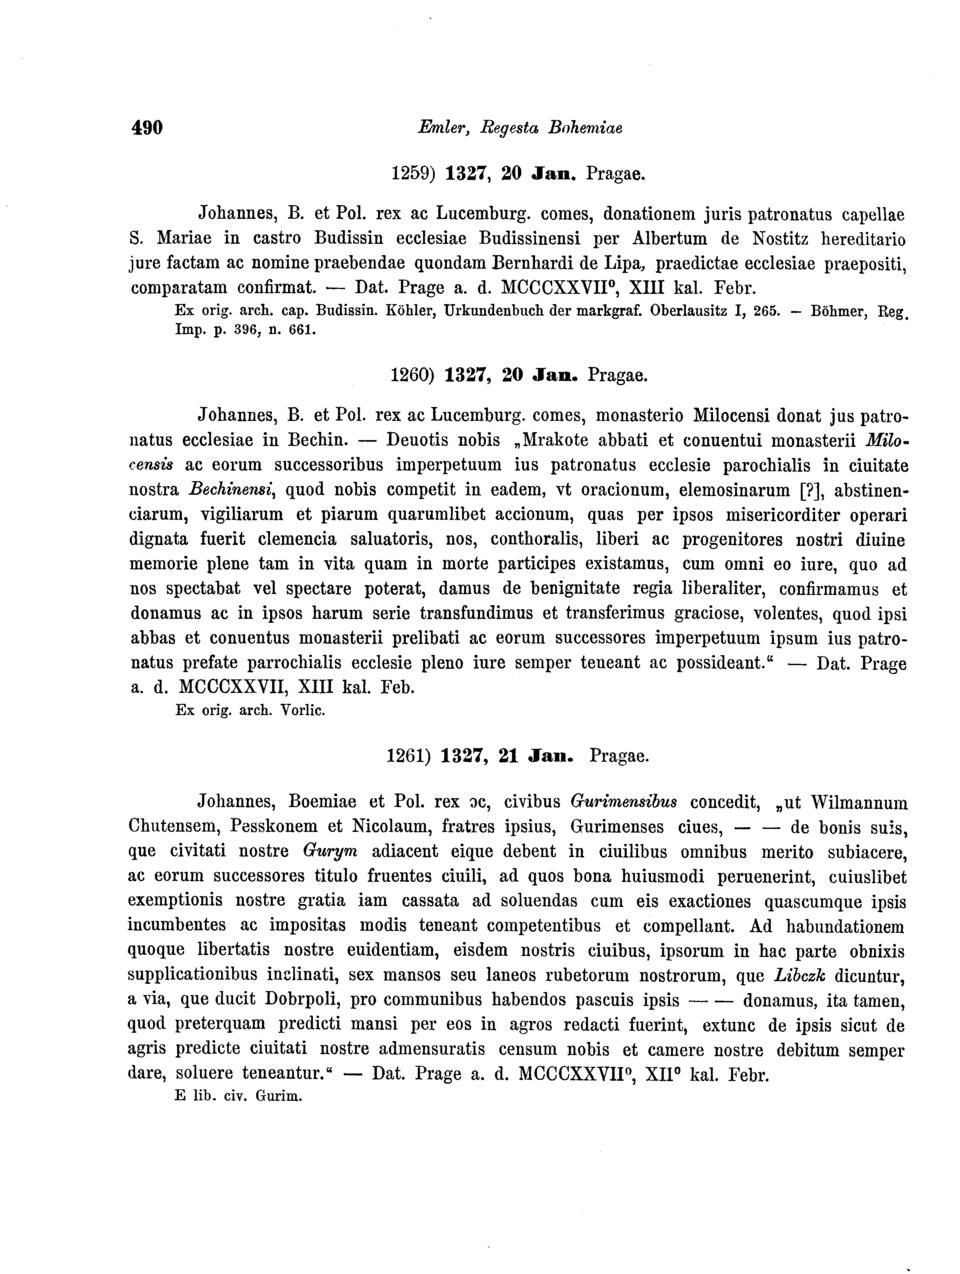 490 Emler, Regesta Bohemiae
1259) 1327, 20 Jan. Pragae.
Johannes, B. et Pol. rex ac Lucemburg. comes, donationem juris patronatus capellae
S. Mariae in castro Budissin ecclesiae Budissinensi per Albertum de Nostitz hereditario
jure factam ac nomine praebendae quondam Bernhardi de Lipa, praedictae ecclesiae praepositi,
comparatam confirmat. — Dat. Prage a. d. MCCCXXVII⁰, XIII kal. Febr.
Ex orig. arch. cap. Budissin. Köhler, Urkundenbuch der markgraf. Oberlausitz I, 265. — Böhmer, Reg.
Imp. p. 396, n. 661.
1260) 1327, 20 Jan. Pragae.
Johannes, B. et Pol. rex ac Lucemburg. comes, monasterio Milocensi donat jus patro-
natus ecclesiae in Bechin. — Deuotis nobis „Mrakote abbati et conuentui monasterii Milo-
censis ac eorum successoribus imperpetuum ius patronatus ecclesie parochialis in ciuitate
nostra Bechinensi, quod nobis competit in eadem, vt oracionum, elemosinarum [?], abstinen-
ciarum, vigiliarum et piarum quarumlibet accionum, quas per ipsos misericorditer operari
dignata fuerit clemencia saluatoris, nos, conthoralis, liberi ac progenitores nostri diuine
memorie plene tam in vita quam in morte participes existamus, cum omni eo iure, quo ad
nos spectabat vel spectare poterat, damus de benignitate regia liberaliter, confirmamus et
donamus ac in ipsos harum serie transfundimus et transferimus graciose, volentes, quod ipsi
abbas et conuentus monasterii prelibati ac eorum successores imperpetuum ipsum ius patro-
natus prefate parrochialis ecclesie pleno iure semper teneant ac possideant.“ — Dat. Prage
a. d. MCCCXXVII, XIII kal. Feb.
Ex orig. arch. Vorlic.
1261) 1327, 21 Jan. Pragae.
Johannes, Boemiae et Pol. rex ɔc, civibus Gurimensibus concedit, „ut Wilmannum
Chutensem, Pesskonem et Nicolaum, fratres ipsius, Gurimenses ciues, — — de bonis suis,
que civitati nostre Gurym adiacent eique debent in ciuilibus omnibus merito subiacere,
ac eorum successores titulo fruentes ciuili, ad quos bona huiusmodi peruenerint, cuiuslibet
exemptionis nostre gratia iam cassata ad soluendas cum eis exactiones quascumque ipsis
incumbentes ac impositas modis teneant competentibus et compellant. Ad habundationem
quoque libertatis nostre euidentiam, eisdem nostris ciuibus, ipsorum in hac parte obnixis
supplicationibus inclinati, sex mansos seu laneos rubetorum nostrorum, que Libczk dicuntur,
a via, que ducit Dobrpoli, pro communibus habendos pascuis ipsis — — donamus, ita tamen,
quod preterquam predicti mansi per eos in agros redacti fuerint, extunc de ipsis sicut de
agris predicte ciuitati nostre admensuratis censum nobis et camere nostre debitum semper
dare, soluere teneantur.“ — Dat. Prage a. d. MCCCXXVII⁰, XII⁰ kal. Febr.
E lib. civ. Gurim.